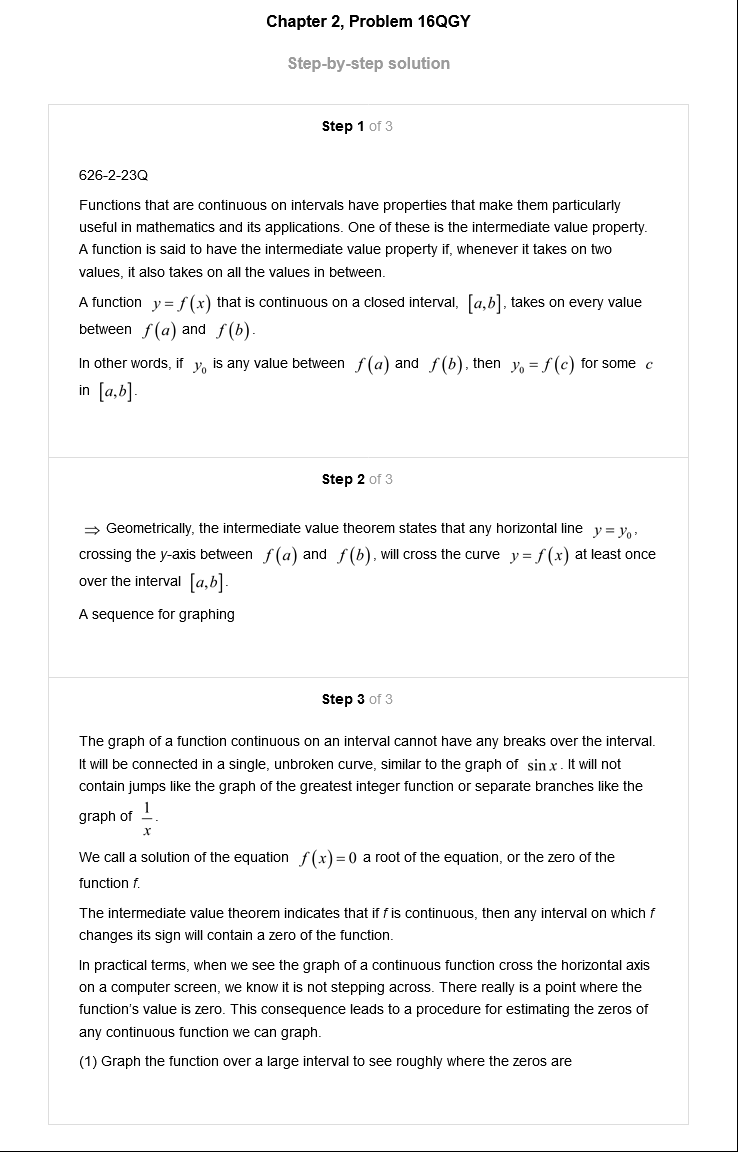 Chapter 2, Problem 16QGY
Step-by-step solution
Step 1 of 3
626-2-23Q
Functions that are continuous on intervals have properties that make them particularly
useful in mathematics and its applications. One of these is the intermediate value property.
A function is said to have the intermediate value property if, whenever it takes on two
values, it also takes on all the values in between.
A function y = f(x) that is continuous on a closed interval, [a,b], takes on every value
between f(a) and f(b).
In other words, if y₀ is any value between f(a) and f(b), then y₀ = f(c) for some c
in [a,b].
Step 2 of 3
⇒ Geometrically, the intermediate value theorem states that any horizontal line y = y₀,
crossing the y-axis between f(a) and f(b), will cross the curve y = f(x) at least once
over the interval [a,b].
A sequence for graphing
Step 3 of 3
The graph of a function continuous on an interval cannot have any breaks over the interval.
It will be connected in a single, unbroken curve, similar to the graph of sin x. It will not
contain jumps like the graph of the greatest integer function or separate branches like the
graph of 1/x.
We call a solution of the equation f(x)=0 a root of the equation, or the zero of the
function f.
The intermediate value theorem indicates that if f is continuous, then any interval on which f
changes its sign will contain a zero of the function.
In practical terms, when we see the graph of a continuous function cross the horizontal axis
on a computer screen, we know it is not stepping across. There really is a point where the
function's value is zero. This consequence leads to a procedure for estimating the zeros of
any continuous function we can graph.
(1) Graph the function over a large interval to see roughly where the zeros are